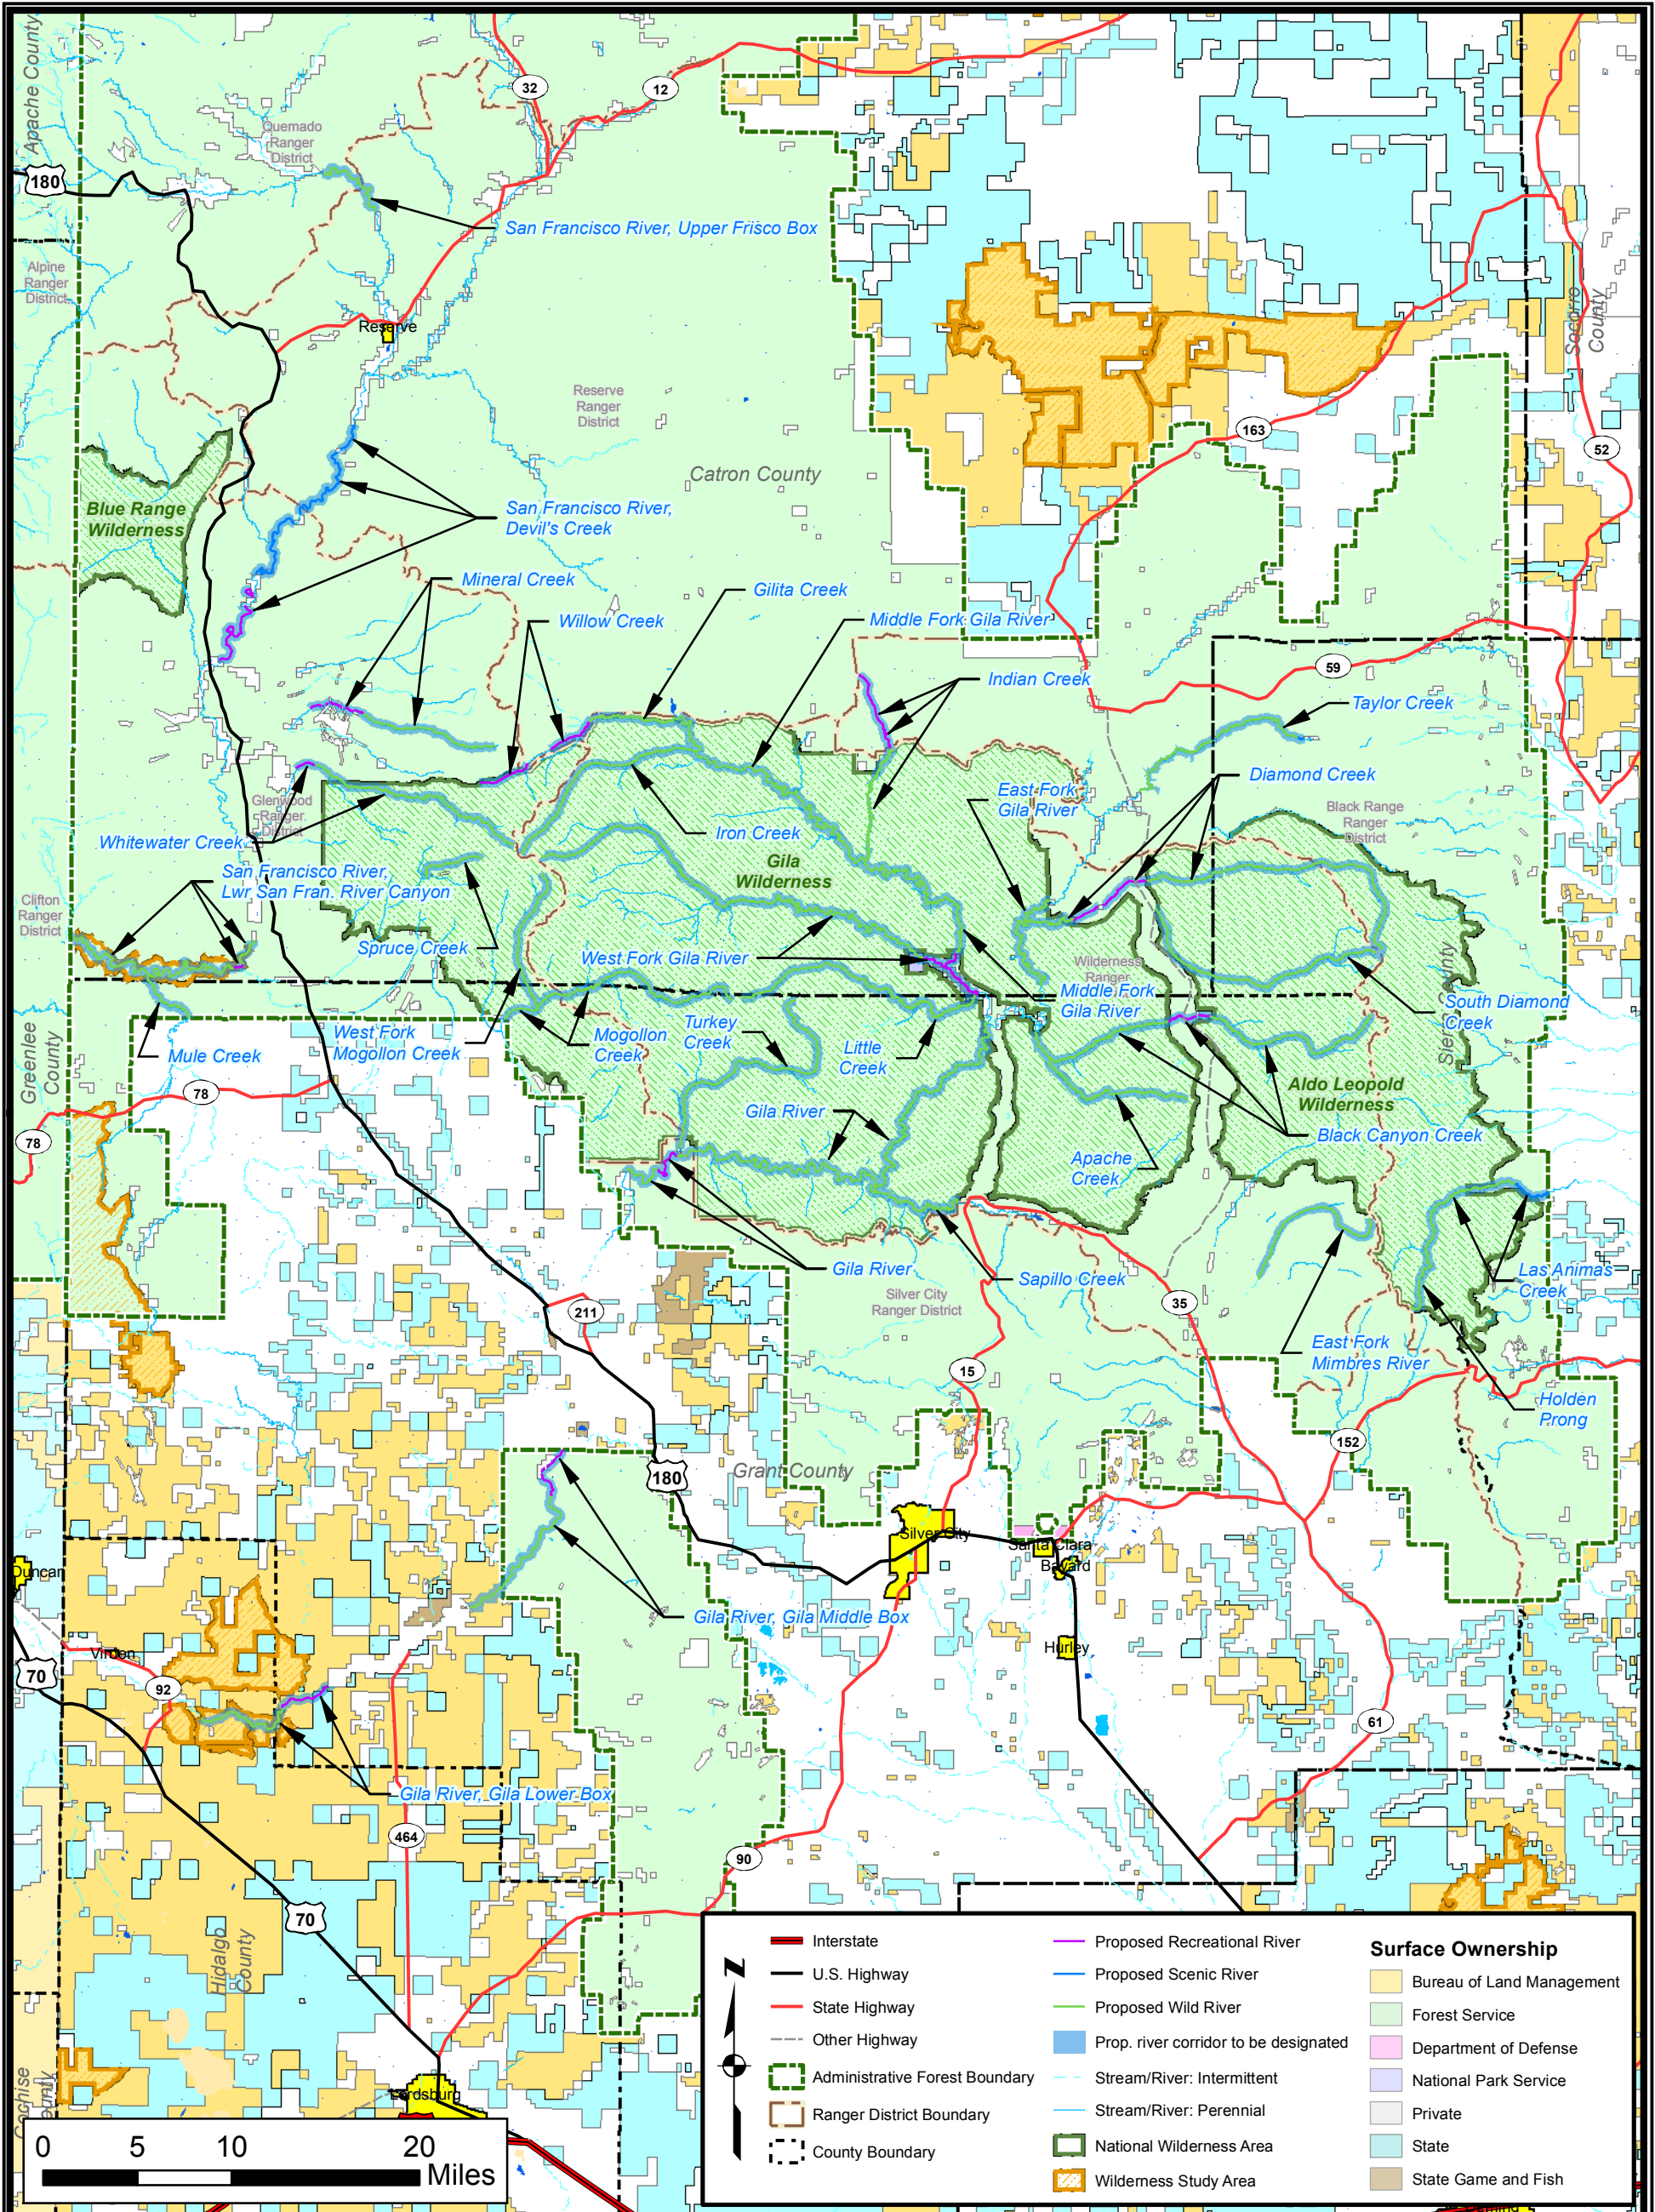 Apache County
32
12
Quemado
Ranger
District
180
San Francisco River, Upper Frisco Box
Alpine
Ranger
District
Socorro
County
Reserve
Reserve
Ranger
District
163
52
Catron County
Blue Range
Wilderness
San Francisco River,
Devil's Creek
Mineral Creek
Gilita Creek
Willow Creek
Middle Fork Gila River
59
Indian Creek
Taylor Creek
Diamond Creek
East Fork
Gila River
Glenwood
Ranger
District
Black Range
Ranger
District
Iron Creek
Whitewater Creek
Gila
Wilderness
San Francisco River,
Lwr San Fran. River Canyon
Clifton
Ranger
District
Spruce Creek
West Fork Gila River
Wilderness
Ranger
Middle Fork
Gila River
South Diamond
Creek
Sierra County
Greenlee
County
West Fork
Mogollon Creek
Mogollon
Creek
Turkey
Creek
Little
Creek
Mule Creek
78
Aldo Leopold
Wilderness
Gila River
78
Black Canyon Creek
Apache
Creek
Gila River
Sapillo Creek
Las Animas
Creek
Silver City
Ranger District
211
35
East Fork
Mimbres River
15
Holden
Prong
152
Grant County
180
Silver City
Santa Clara
Bayard
Duncan
Gila River, Gila Middle Box
Hurley
Virden
70
92
61
Gila River, Gila Lower Box
464
90
70
Hidalgo
County
Cochise
County
Lordsburg
0 5 10 20
Miles
N
Interstate
U.S. Highway
State Highway
Other Highway
Administrative Forest Boundary
Ranger District Boundary
County Boundary
Proposed Recreational River
Proposed Scenic River
Proposed Wild River
Prop. river corridor to be designated
Stream/River: Intermittent
Stream/River: Perennial
National Wilderness Area
Wilderness Study Area
Surface Ownership
Bureau of Land Management
Forest Service
Department of Defense
National Park Service
Private
State
State Game and Fish